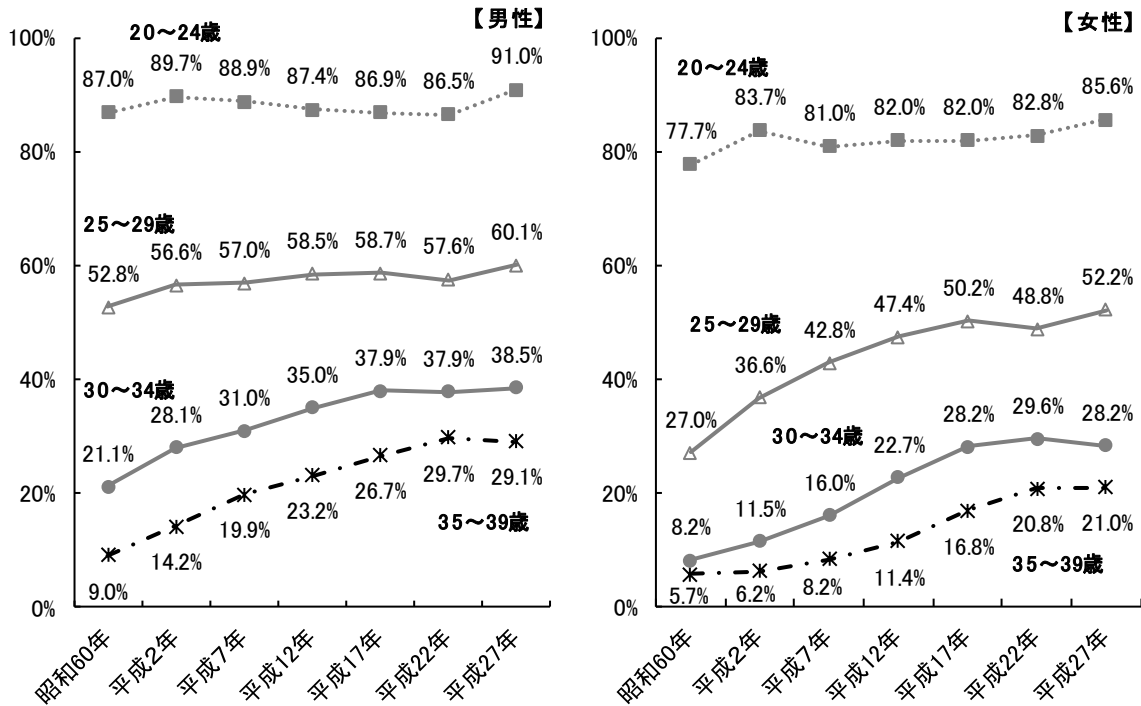 【男性】
100%
80%
60%
40%
20%
0%
20～24歳
87.0%
89.7%
88.9%
87.4%
86.9%
86.5%
91.0%
25～29歳
52.8%
56.6%
57.0%
58.5%
58.7%
57.6%
60.1%
30～34歳
21.1%
28.1%
31.0%
35.0%
37.9%
37.9%
38.5%
9.0%
14.2%
19.9%
23.2%
26.7%
29.7%
29.1%
35～39歳
昭和60年
平成2年
平成7年
平成12年
平成17年
平成22年
平成27年
【女性】
100%
80%
60%
40%
20%
0%
20～24歳
77.7%
83.7%
81.0%
82.0%
82.0%
82.8%
85.6%
25～29歳
27.0%
36.6%
42.8%
47.4%
50.2%
48.8%
52.2%
30～34歳
8.2%
11.5%
16.0%
22.7%
28.2%
29.6%
28.2%
5.7%
6.2%
8.2%
11.4%
16.8%
20.8%
21.0%
35～39歳
昭和60年
平成2年
平成7年
平成12年
平成17年
平成22年
平成27年